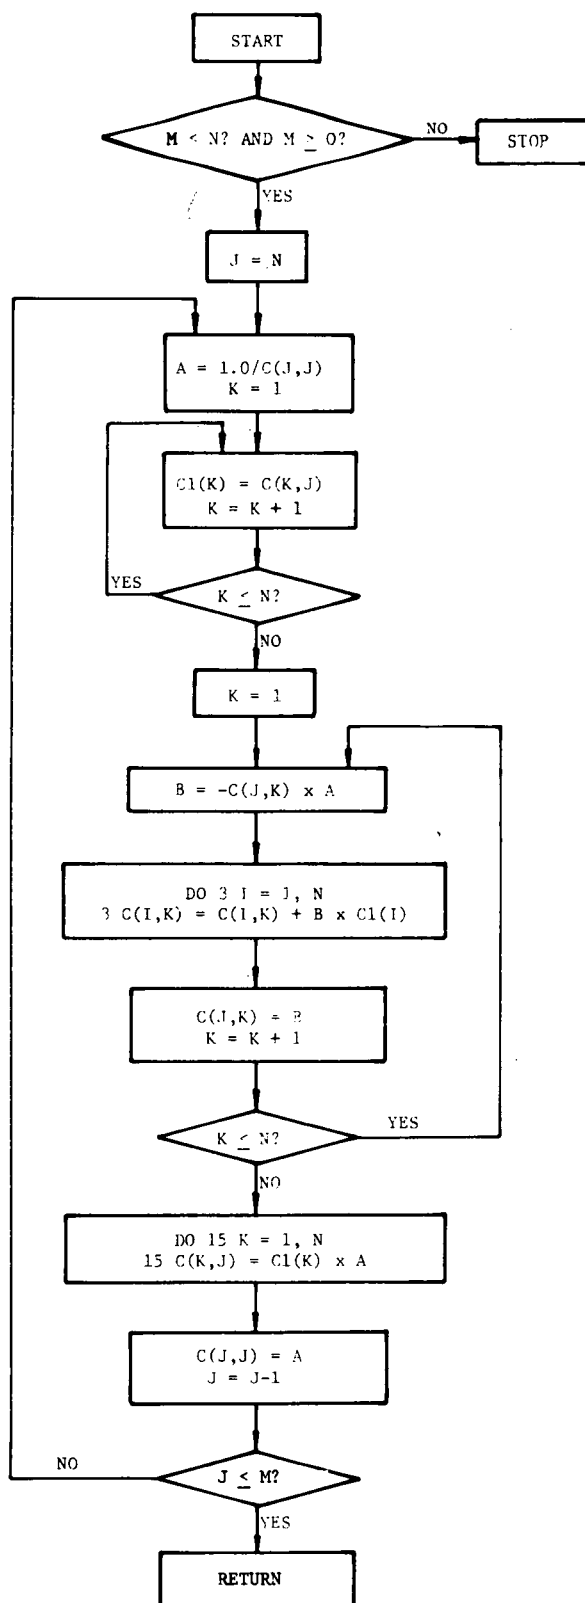 START
M < N? AND M ≥ 0?
NO
STOP
YES
J = N
A = 1.0/C(J,J)
K = 1
C1(K) = C(K,J)
K = K + 1
YES
K ≤ N?
NO
K = 1
B = -C(J,K) x A
DO 3 I = 1, N
3 C(I,K) = C(I,K) + B x C1(I)
C(J,K) = B
K = K + 1
K ≤ N?
YES
NO
DO 15 K = 1, N
15 C(K,J) = C1(K) x A
C(J,J) = A
J = J-1
NO
J ≤ M?
YES
RETURN